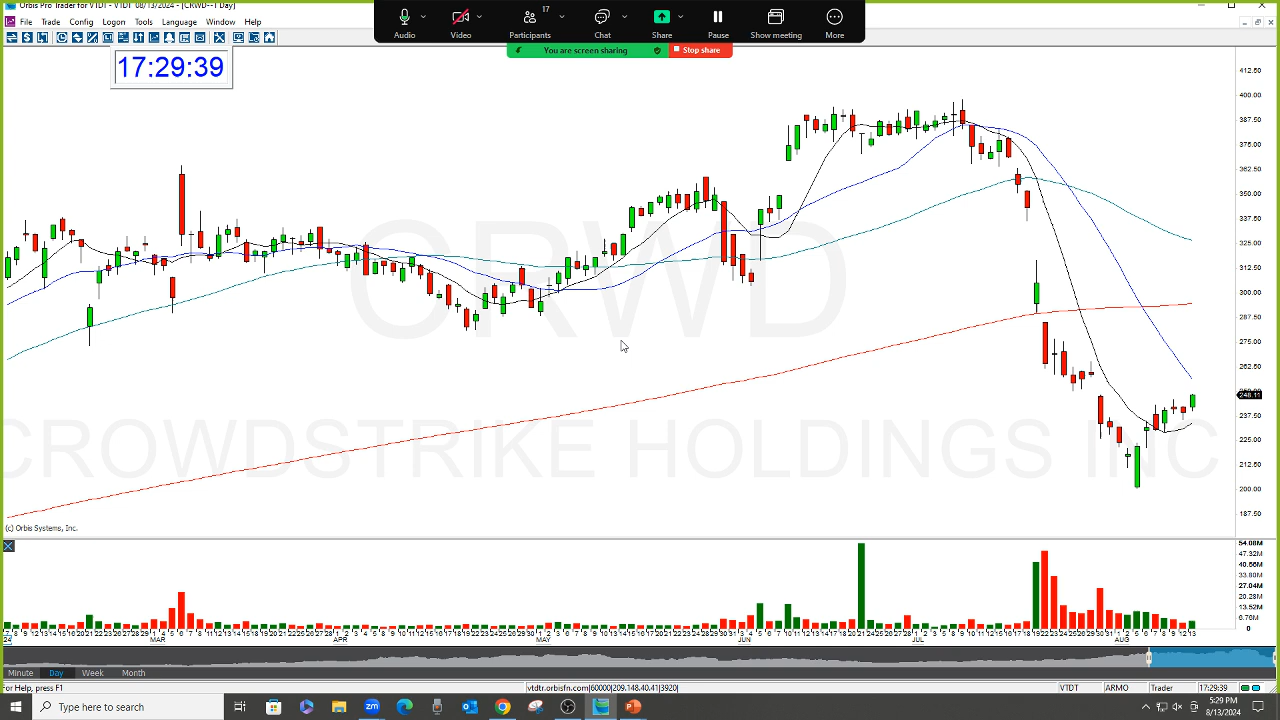 Orbis Pro Trader for VTDT - VTDT 08/13/2024 - [CRWD--1 Day]
File Trade Config Logon Tools Language Window Help
17
Audio Video Participants Chat Share Pause Show meeting More
You are screen sharing Stop share
17:29:39
412.50
400.00
387.50
375.00
362.50
350.00
337.50
325.00
312.50
300.00
287.50
275.00
262.50
248.11
237.50
225.00
212.50
200.00
187.50
CRWD
CROWDSTRIKE HOLDINGS INC
(c) Orbis Systems, Inc.
54.08M
47.32M
40.56M
33.80M
27.04M
20.28M
13.52M
6.76M
0
MAR APR MAY JUN JUL AUG
Minute Day Week Month
For Help, press F1 vtdtr.orbisfn.com|60000|209.148.40.41|3920| VTDT ARMO Trader 17:29:39
Type here to search
5:29 PM
8/13/2024